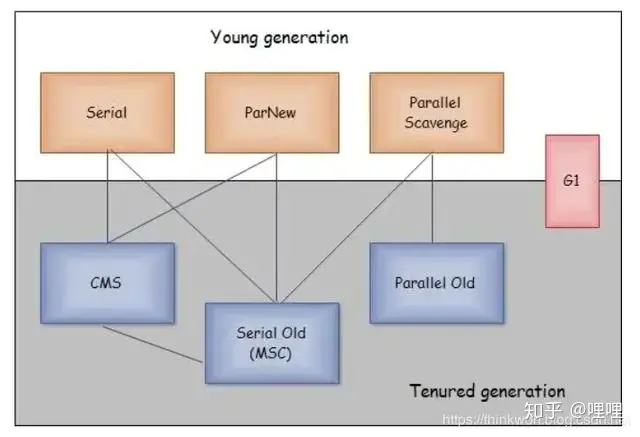 Young generation
Serial
ParNew
Parallel
Scavenge
G1
CMS
Serial Old
(MSC)
Parallel Old
Tenured generation
知乎 @哩哩
https://thinkwon.blog.csdn.net